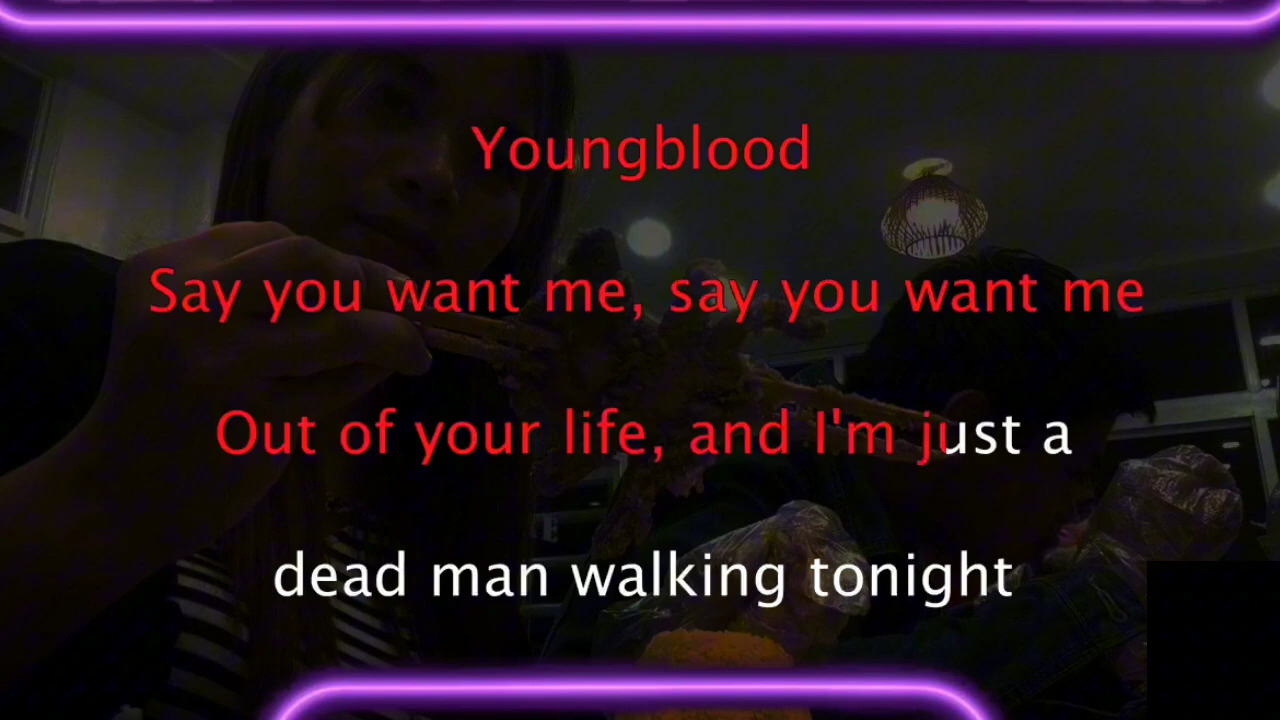 Youngblood
Say you want me, say you want me
Out of your life, and I'm just a
dead man walking tonight